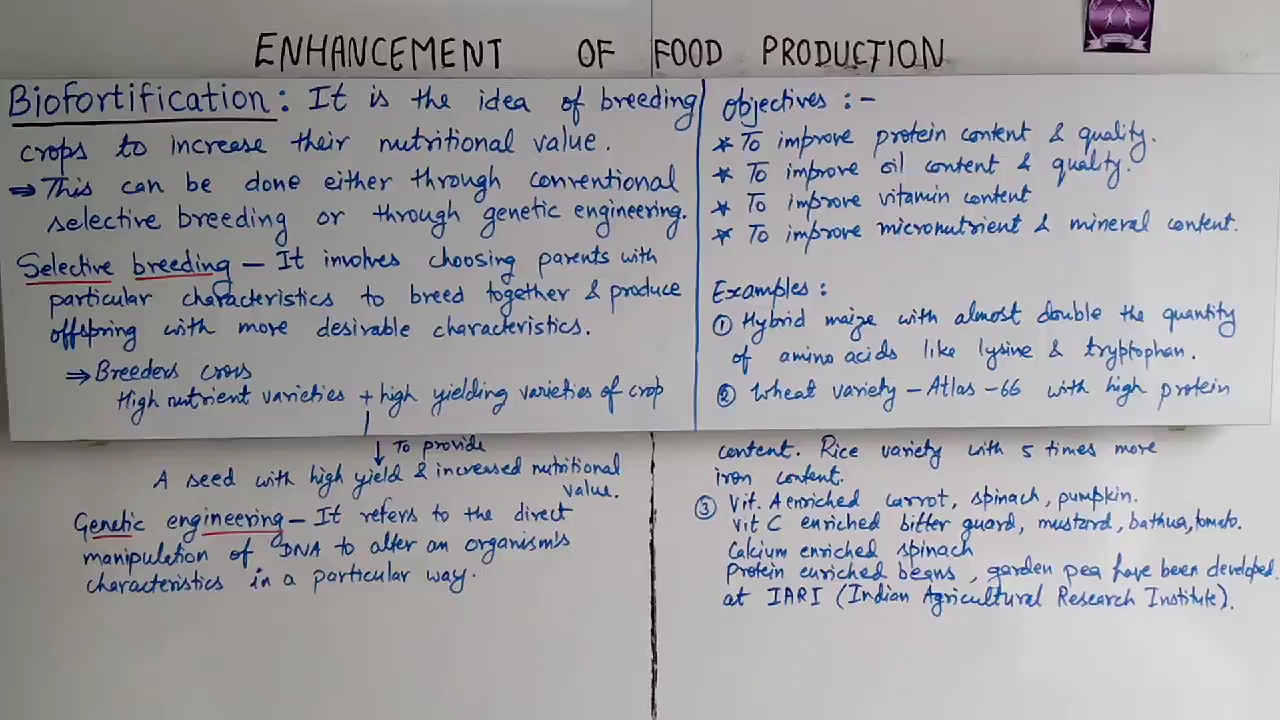 ENHANCEMENT OF FOOD PRODUCTION
Biofortification: It is the idea of breeding
crops to increase their nutritional value.
⇒ This can be done either through conventional
selective breeding or through genetic engineering.
Selective breeding – It involves choosing parents with
particular characteristics to breed together & produce
offspring with more desirable characteristics.
⇒ Breeders cross
High nutrient varieties + high yielding varieties of crop
↓ To provide
A seed with high yield & increased nutritional
value.
Genetic engineering – It refers to the direct
manipulation of DNA to alter an organism's
characteristics in a particular way.
Objectives :-
* To improve protein content & quality.
* To improve oil content & quality.
* To improve vitamin content
* To improve micronutrient & mineral content.
Examples :
① Hybrid maize with almost double the quantity
of amino acids like lysine & tryptophan.
② Wheat variety – Atlas – 66 with high protein
content. Rice variety with 5 times more
iron content.
③ Vit. A enriched carrot, spinach, pumpkin.
Vit C enriched bitter guard, mustard, bathua, tomato.
Calcium enriched spinach
Protein enriched beans, garden pea have been developed
at IARI (Indian Agricultural Research Institute).